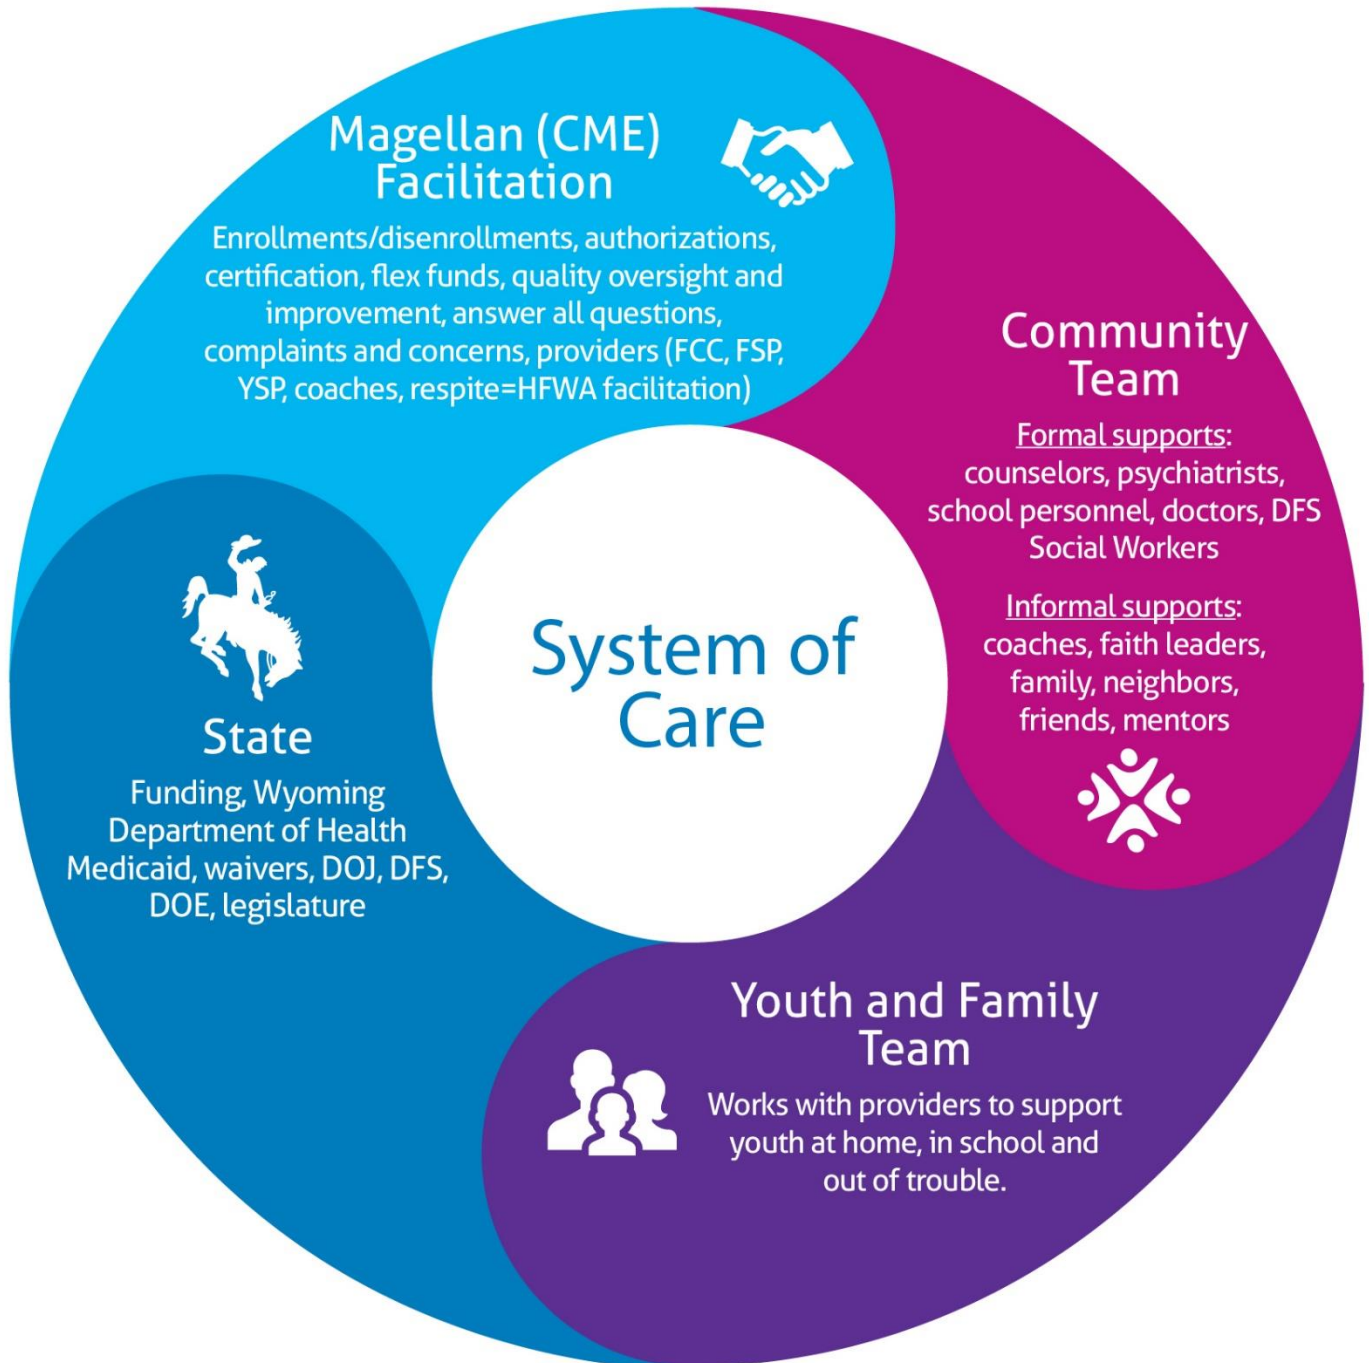 Magellan (CME)
Facilitation
Enrollments/disenrollments, authorizations,
certification, flex funds, quality oversight and
improvement, answer all questions,
complaints and concerns, providers (FCC, FSP,
YSP, coaches, respite=HFWA facilitation)
Community
Team
Formal supports:
counselors, psychiatrists,
school personnel, doctors, DFS
Social Workers
Informal supports:
coaches, faith leaders,
family, neighbors,
friends, mentors
System of
Care
State
Funding, Wyoming
Department of Health
Medicaid, waivers, DOJ, DFS,
DOE, legislature
Youth and Family
Team
Works with providers to support
youth at home, in school and
out of trouble.